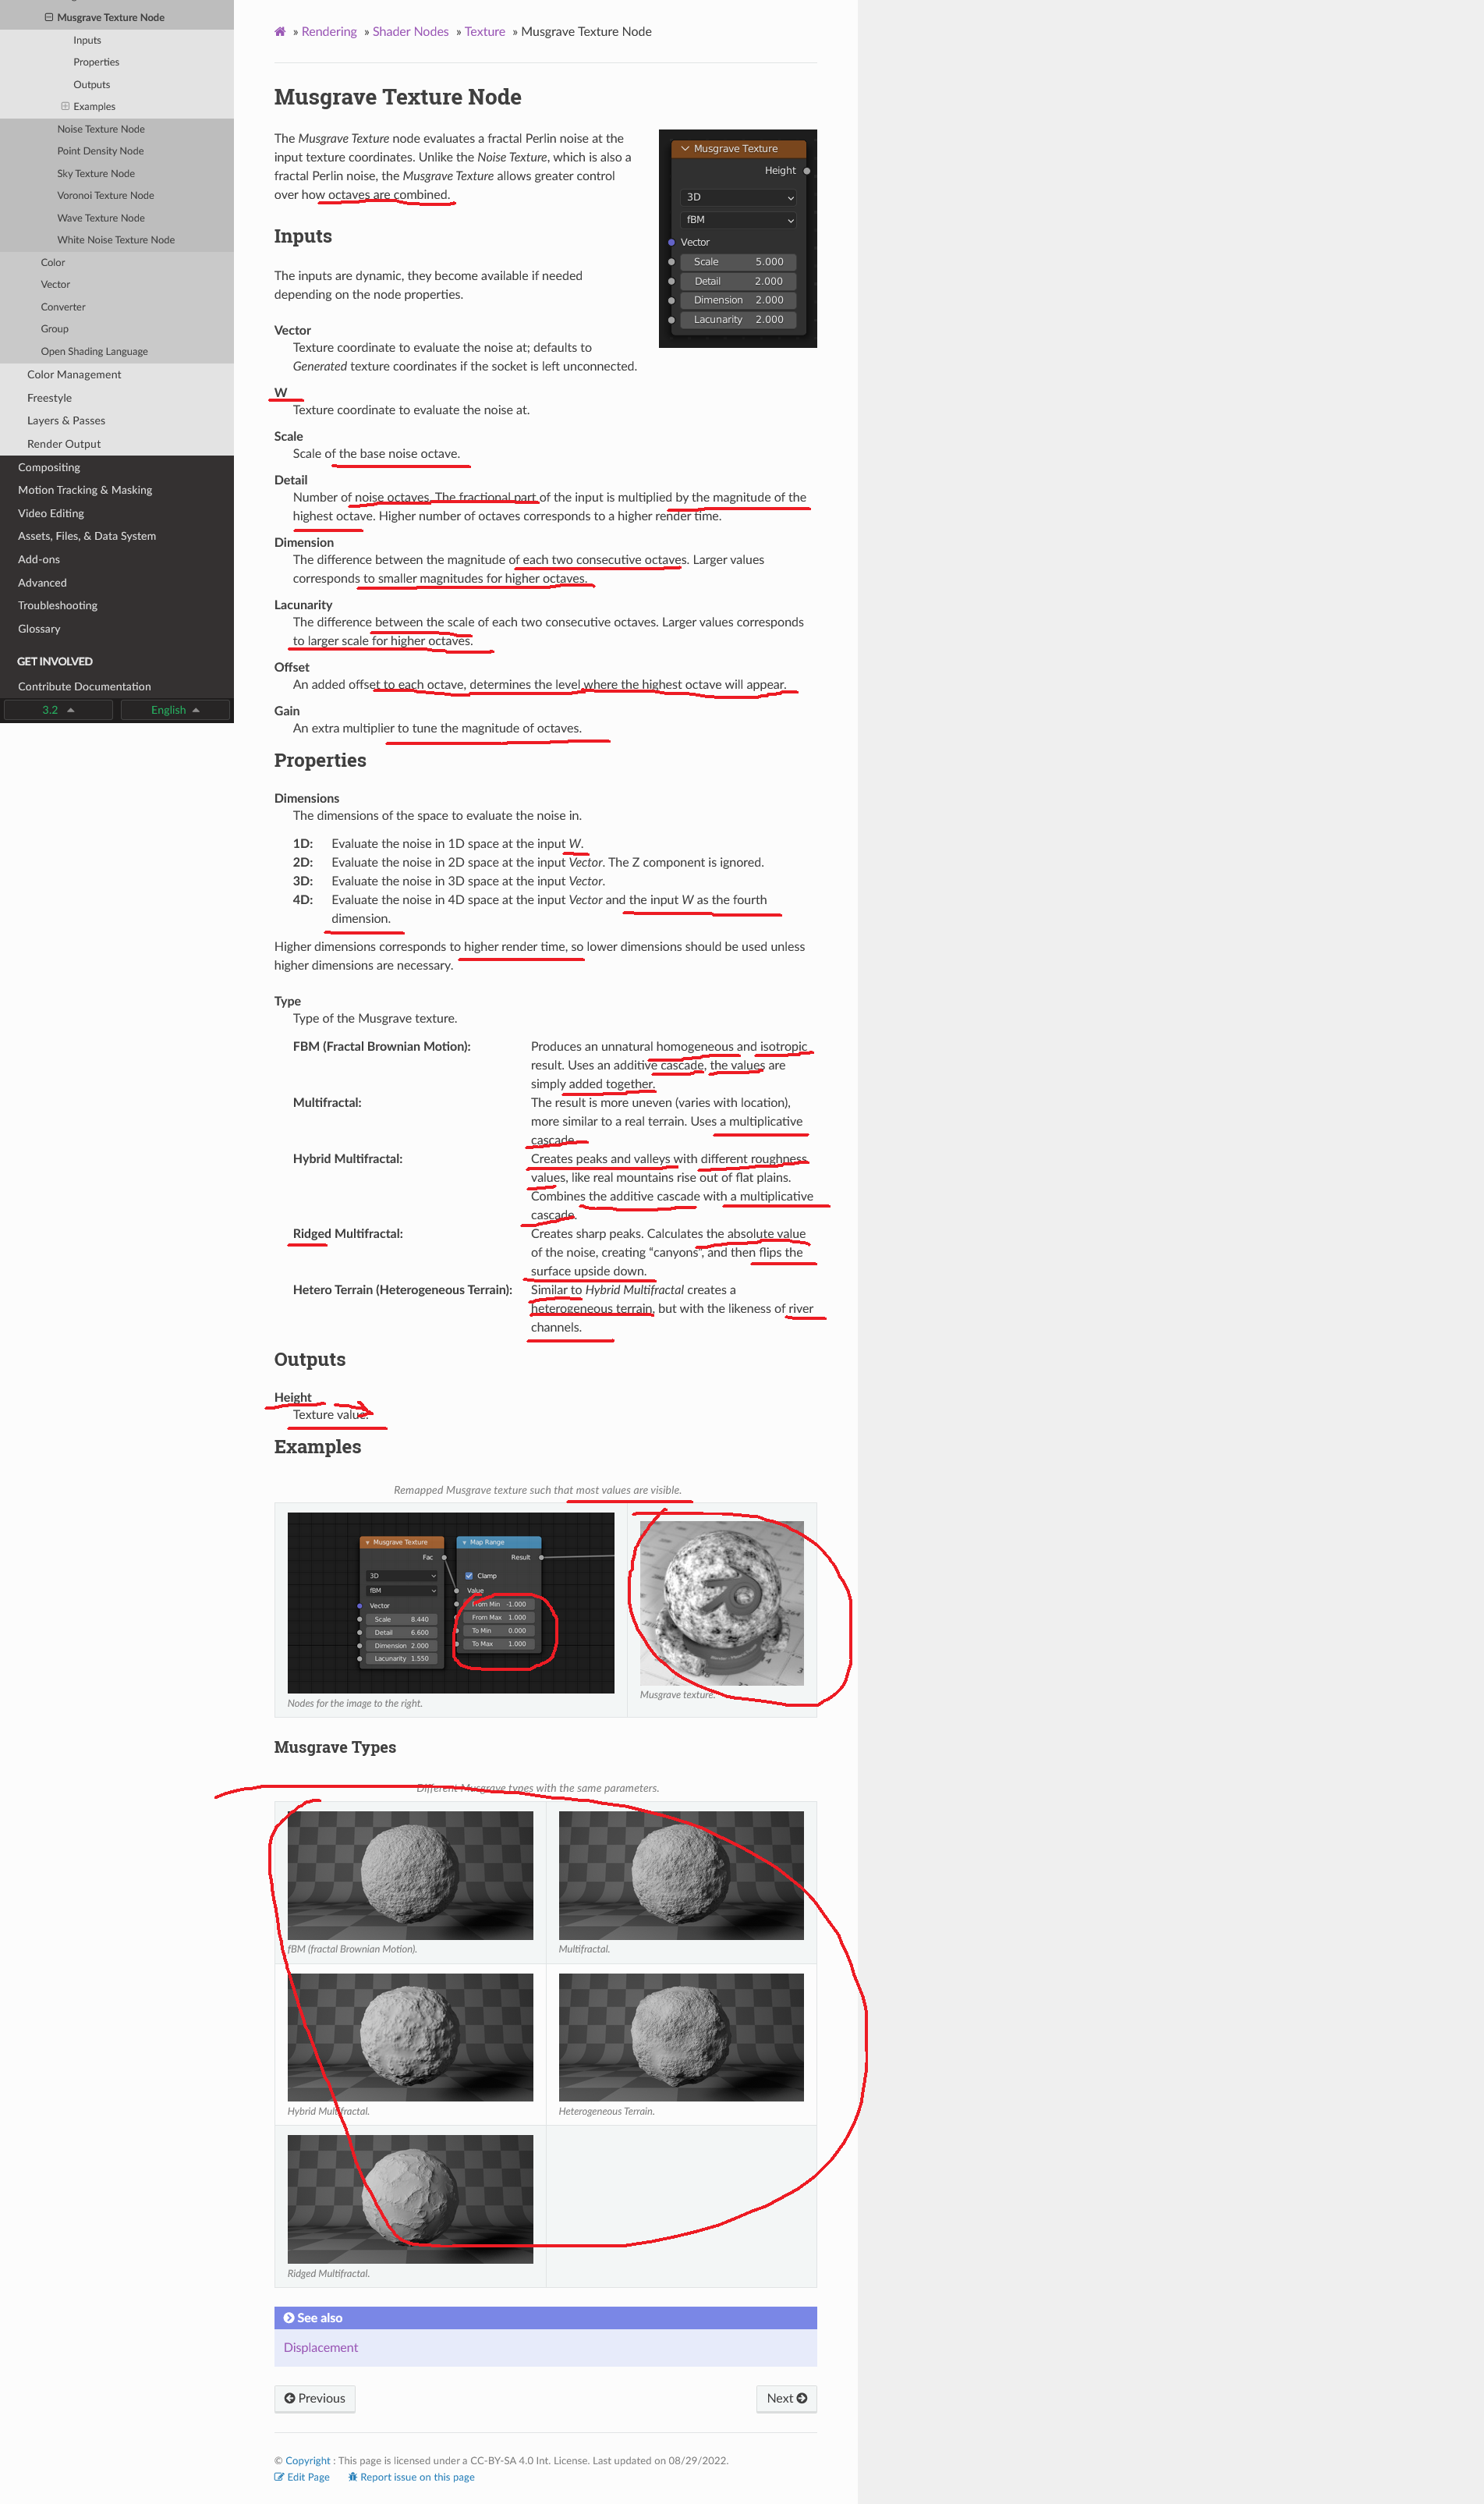 Musgrave Texture Node
Inputs
Properties
Outputs
Examples
Noise Texture Node
Point Density Node
Sky Texture Node
Voronoi Texture Node
Wave Texture Node
White Noise Texture Node
Color
Vector
Converter
Group
Open Shading Language
Color Management
Freestyle
Layers & Passes
Render Output
Compositing
Motion Tracking & Masking
Video Editing
Assets, Files, & Data System
Add-ons
Advanced
Troubleshooting
Glossary
GET INVOLVED
Contribute Documentation
3.2 English
» Rendering » Shader Nodes » Texture » Musgrave Texture Node
Musgrave Texture Node
The Musgrave Texture node evaluates a fractal Perlin noise at the
input texture coordinates. Unlike the Noise Texture, which is also a
fractal Perlin noise, the Musgrave Texture allows greater control
over how octaves are combined.
Musgrave Texture
Height
3D
fBM
Vector
Scale 5.000
Detail 2.000
Dimension 2.000
Lacunarity 2.000
Inputs
The inputs are dynamic, they become available if needed
depending on the node properties.
Vector
Texture coordinate to evaluate the noise at; defaults to
Generated texture coordinates if the socket is left unconnected.
W
Texture coordinate to evaluate the noise at.
Scale
Scale of the base noise octave.
Detail
Number of noise octaves. The fractional part of the input is multiplied by the magnitude of the
highest octave. Higher number of octaves corresponds to a higher render time.
Dimension
The difference between the magnitude of each two consecutive octaves. Larger values
corresponds to smaller magnitudes for higher octaves.
Lacunarity
The difference between the scale of each two consecutive octaves. Larger values corresponds
to larger scale for higher octaves.
Offset
An added offset to each octave, determines the level where the highest octave will appear.
Gain
An extra multiplier to tune the magnitude of octaves.
Properties
Dimensions
The dimensions of the space to evaluate the noise in.
1D: Evaluate the noise in 1D space at the input W.
2D: Evaluate the noise in 2D space at the input Vector. The Z component is ignored.
3D: Evaluate the noise in 3D space at the input Vector.
4D: Evaluate the noise in 4D space at the input Vector and the input W as the fourth
dimension.
Higher dimensions corresponds to higher render time, so lower dimensions should be used unless
higher dimensions are necessary.
Type
Type of the Musgrave texture.
FBM (Fractal Brownian Motion): Produces an unnatural homogeneous and isotropic
result. Uses an additive cascade, the values are
simply added together.
Multifractal: The result is more uneven (varies with location),
more similar to a real terrain. Uses a multiplicative
cascade.
Hybrid Multifractal: Creates peaks and valleys with different roughness
values, like real mountains rise out of flat plains.
Combines the additive cascade with a multiplicative
cascade.
Ridged Multifractal: Creates sharp peaks. Calculates the absolute value
of the noise, creating “canyons”, and then flips the
surface upside down.
Hetero Terrain (Heterogeneous Terrain): Similar to Hybrid Multifractal creates a
heterogeneous terrain, but with the likeness of river
channels.
Outputs
Height
Texture value.
Examples
Remapped Musgrave texture such that most values are visible.
Musgrave Texture
Fac
3D
fBM
Vector
Scale 8.440
Detail 6.600
Dimension 2.000
Lacunarity 1.550
Map Range
Result
Clamp
Value
From Min -1.000
From Max 1.000
To Min 0.000
To Max 1.000
Nodes for the image to the right.
Musgrave texture.
Musgrave Types
Different Musgrave types with the same parameters.
fBM (fractal Brownian Motion).
Multifractal.
Hybrid Multifractal.
Heterogeneous Terrain.
Ridged Multifractal.
See also
Displacement
Previous
Next
© Copyright : This page is licensed under a CC-BY-SA 4.0 Int. License. Last updated on 08/29/2022.
Edit Page Report issue on this page